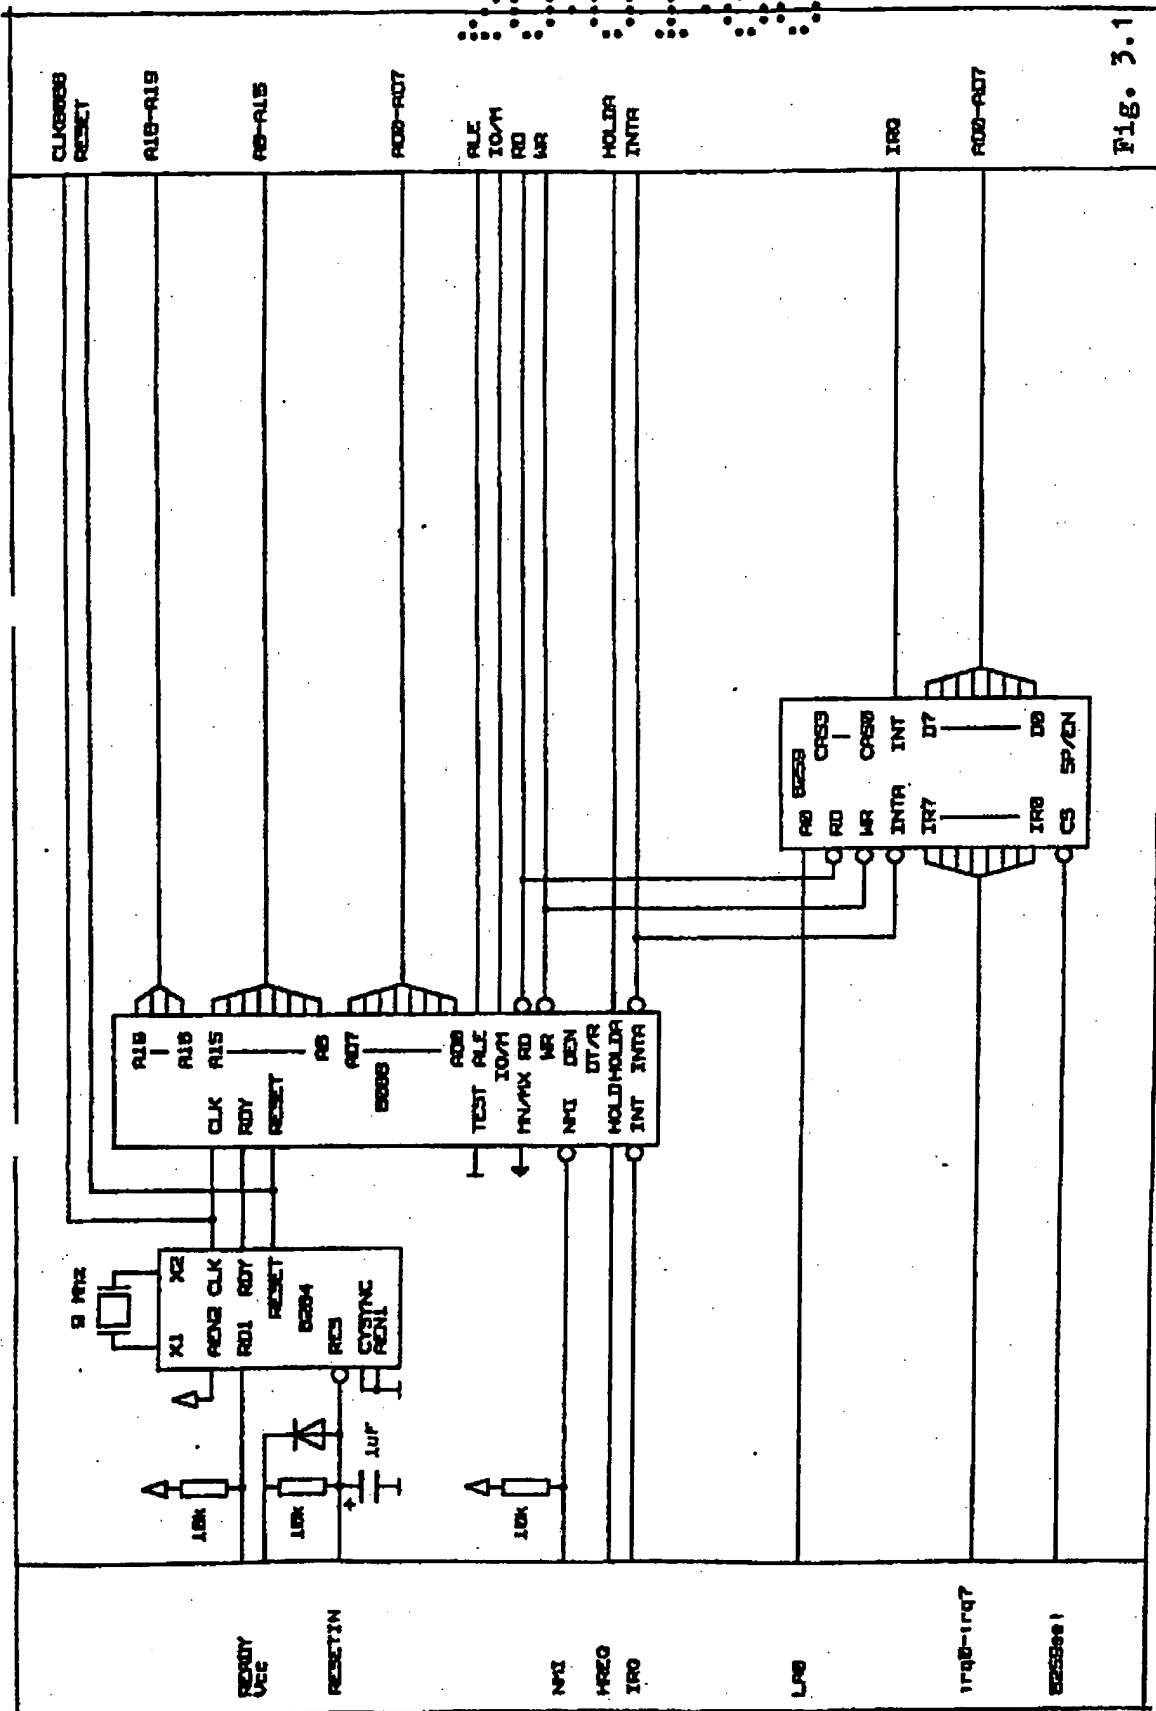 CLK8088
RESET
A16-A19
A8-A15
AD0-AD7
ALE
IO/M
RD
WR
HOLDA
INTA
IRQ
AD0-AD7
A19
A16
A15
A8
AD7
AD0
8088
CLK
RDY
RESET
TEST
ALE
IO/M
MN/MX
RD
WR
NMI
DEN
DT/R
HOLD
HOLDA
INT
INTA
8259
A0
RD
WR
INTA
IR7
IR0
CS
CAS3
CAS0
INT
D7
D0
SP/EN
X1
X2
AEN2
CLK
RD1
RDY
RESET
8284
RES
CYSYNC
AEN1
10K
10K
+
1uF
10K
READY
Vcc
RESETIN
NMI
HREQ
IRQ
LA0
irq0-irq7
8259sel
Fig. 3.1